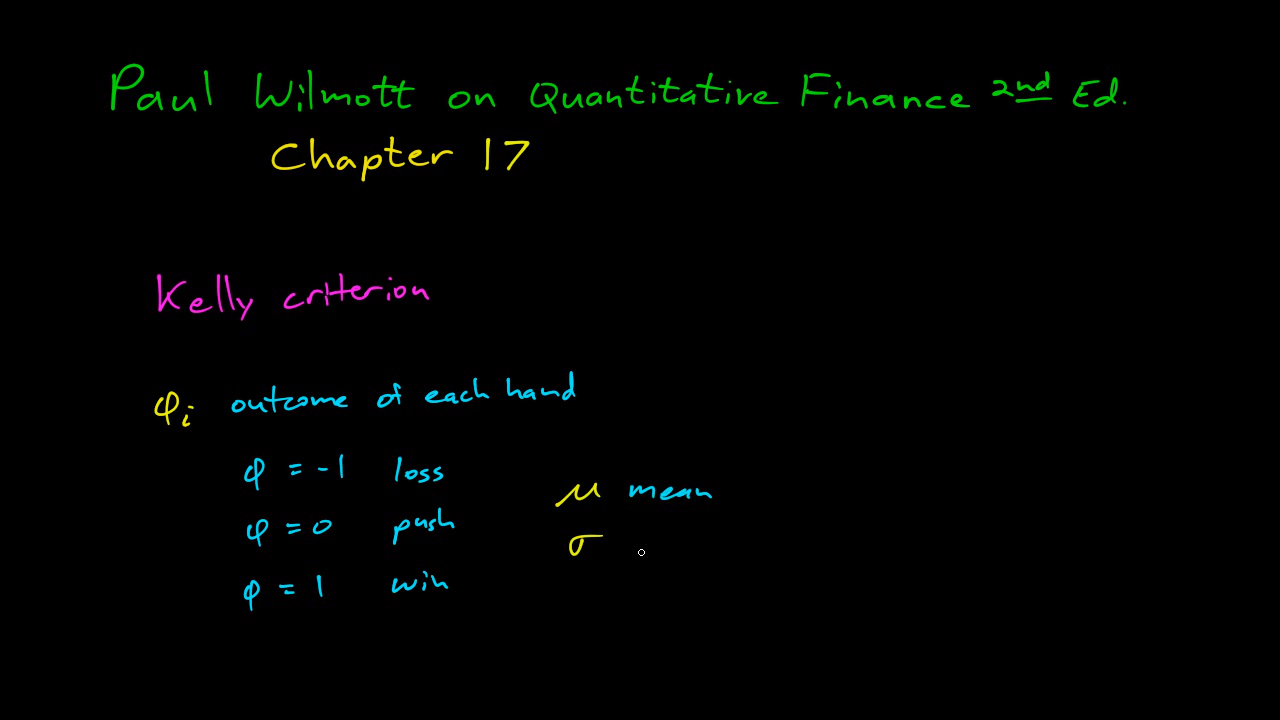 Paul Wilmott on Quantitative Finance 2nd Ed.
Chapter 17
Kelly criterion
φi outcome of each hand
φ = -1 loss
φ = 0 push
φ = 1 win
μ mean
σ